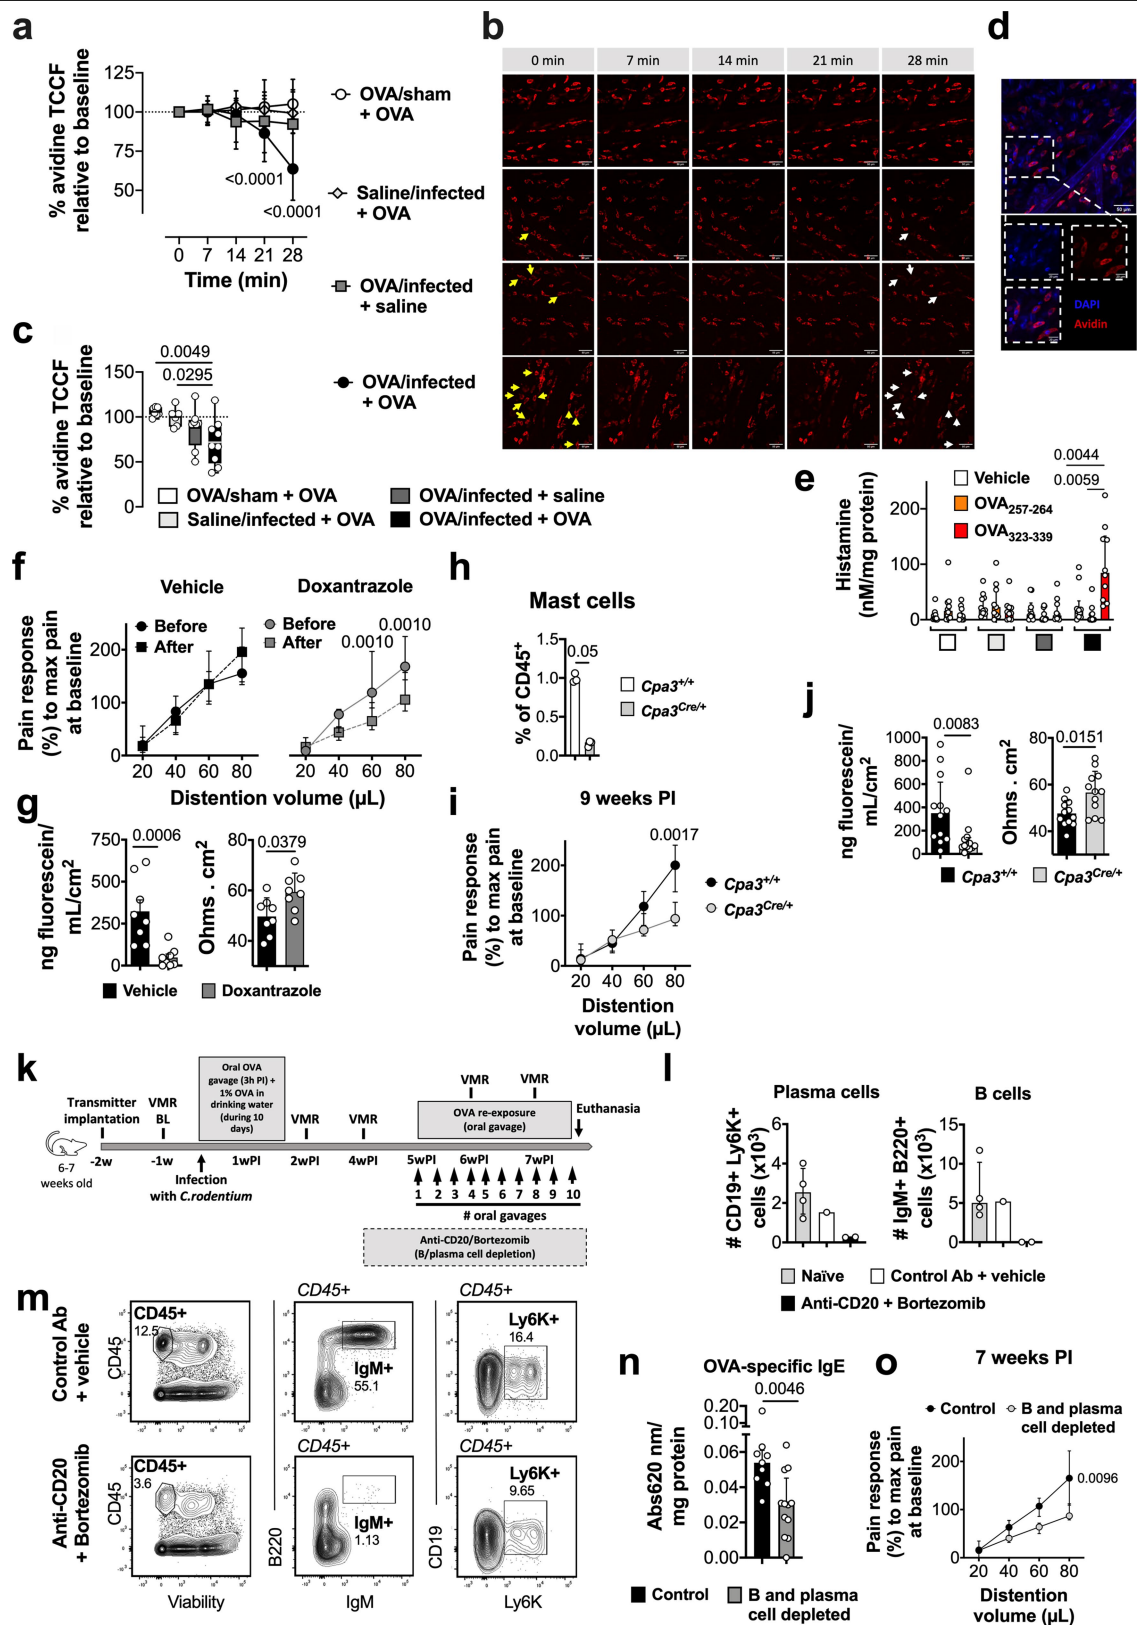 a
% avidine TCCF
relative to baseline
125
100
75
50
<0.0001
<0.0001
0 7 14 21 28
Time (min)
OVA/sham
+ OVA
Saline/infected
+ OVA
OVA/infected
+ saline
OVA/infected
+ OVA
b
0 min 7 min 14 min 21 min 28 min
d
DAPI
Avidin
c
% avidine TCCF
relative to baseline
150
100
50
0
0.0049
0.0295
OVA/sham + OVA
OVA/infected + saline
Saline/infected + OVA
OVA/infected + OVA
e
Histamine
(nM/mg protein)
200
100
0
Vehicle
OVA257-264
OVA323-339
0.0044
0.0059
f
Vehicle
Doxantrazole
Pain response
(%) to max pain
at baseline
200
100
0
Before
After
Before
After
0.0010
0.0010
20 40 60 80
20 40 60 80
Distention volume (µL)
g
ng fluorescein/
mL/cm²
750
500
250
0
0.0006
Ohms . cm²
80
60
40
0.0379
Vehicle
Doxantrazole
h
Mast cells
% of CD45+
1.5
1.0
0.5
0.0
0.05
Cpa3+/+
Cpa3Cre/+
i
9 weeks PI
Pain response
(%) to max pain
at baseline
200
100
0
0.0017
20 40 60 80
Distention
volume (µL)
Cpa3+/+
Cpa3Cre/+
j
ng fluorescein/
mL/cm²
1000
800
600
400
200
0
0.0083
Ohms . cm²
80
60
40
0.0151
Cpa3+/+
Cpa3Cre/+
k
Transmitter
implantation
VMR
BL
Oral OVA
gavage (3h PI) +
1% OVA in
drinking water
(during 10
days)
VMR
VMR
VMR
VMR
OVA re-exposure
(oral gavage)
Euthanasia
6-7
weeks old
-2w -1w 1wPI 2wPI 4wPI 5wPI 6wPI 7wPI
Infection
with C.rodentium
1 2 3 4 5 6 7 8 9 10
# oral gavages
Anti-CD20/Bortezomib
(B/plasma cell depletion)
l
Plasma cells
# CD19+ Ly6K+
cells (x10³)
6
4
2
0
B cells
# IgM+ B220+
cells (x10³)
15
10
5
0
Naïve
Control Ab + vehicle
Anti-CD20 + Bortezomib
m
Control Ab
+ vehicle
CD45+
12.5
CD45
CD45+
IgM+
55.1
CD45+
Ly6K+
16.4
Anti-CD20
+ Bortezomib
CD45+
3.6
CD45
Viability
CD45+
IgM+
1.13
B220
IgM
CD45+
Ly6K+
9.65
CD19
Ly6K
n
OVA-specific IgE
Abs620 nm/
mg protein
0.20
0.10
0.06
0.04
0.02
0.00
0.0046
Control
B and plasma
cell depleted
o
7 weeks PI
Control
B and plasma
cell depleted
Pain response
(%) to max pain
at baseline
200
100
0
0.0096
20 40 60 80
Distention
volume (µL)